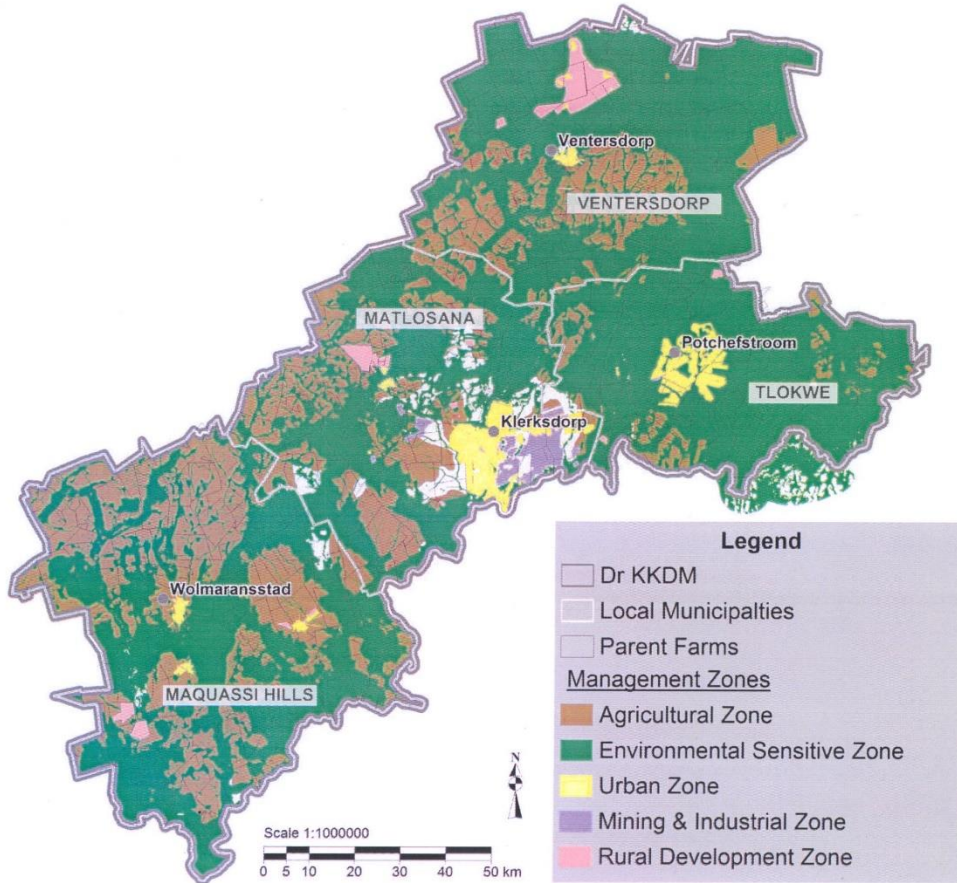 Ventersdorp
VENTERSDORP
MATLOSANA
Potchefstroom
TLOKWE
Klerksdorp
Wolmaransstad
MAQUASSI HILLS
N
Scale 1:1000000
0 5 10 20 30 40 50 km
Legend
Dr KKDM
Local Municipalties
Parent Farms
Management Zones
Agricultural Zone
Environmental Sensitive Zone
Urban Zone
Mining & Industrial Zone
Rural Development Zone